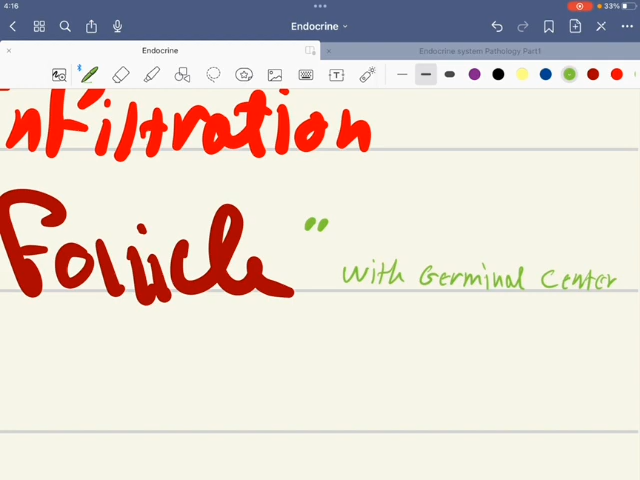 4:16
33%
Endocrine
Endocrine
Endocrine system Pathology Part1
nfiltration
Follicle "
with Germinal Center